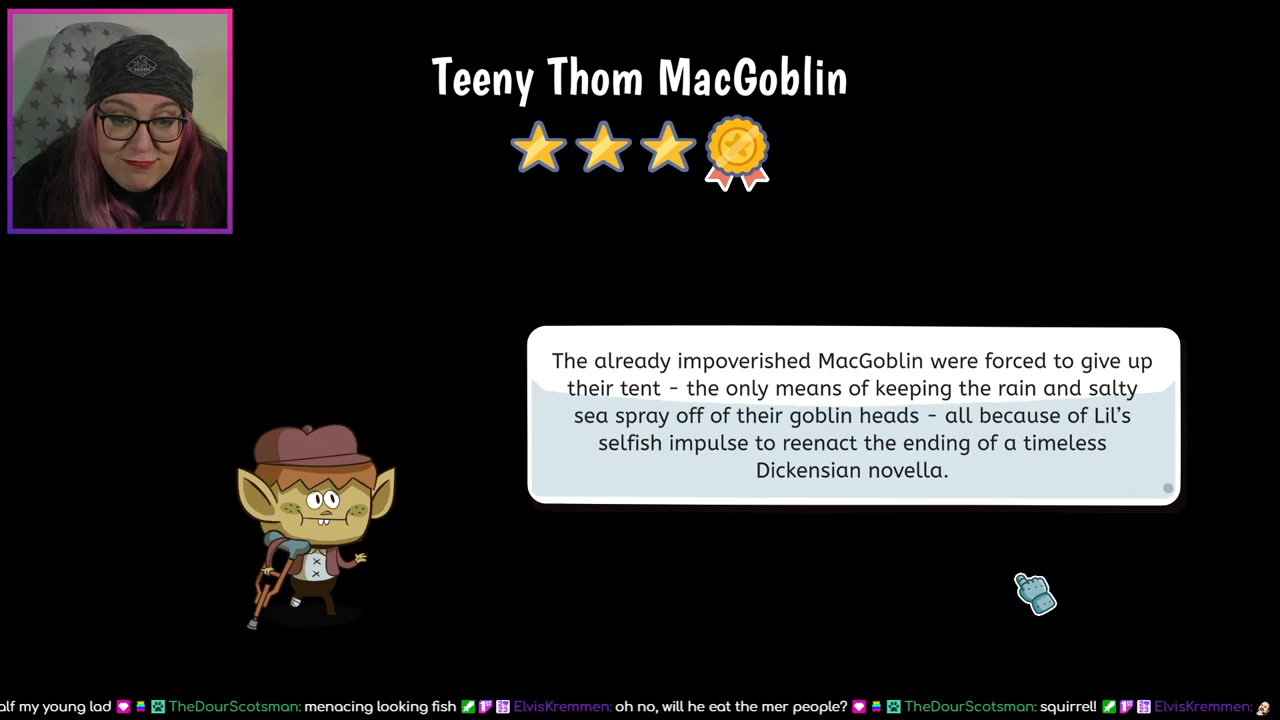 Teeny Thom MacGoblin
The already impoverished MacGoblin were forced to give up
their tent - the only means of keeping the rain and salty
sea spray off of their goblin heads - all because of Lil's
selfish impulse to reenact the ending of a timeless
Dickensian novella.
alf my young lad TheDourScotsman: menacing looking fish ElvisKremmen: oh no, will he eat the mer people? TheDourScotsman: squirrel! ElvisKremmen: